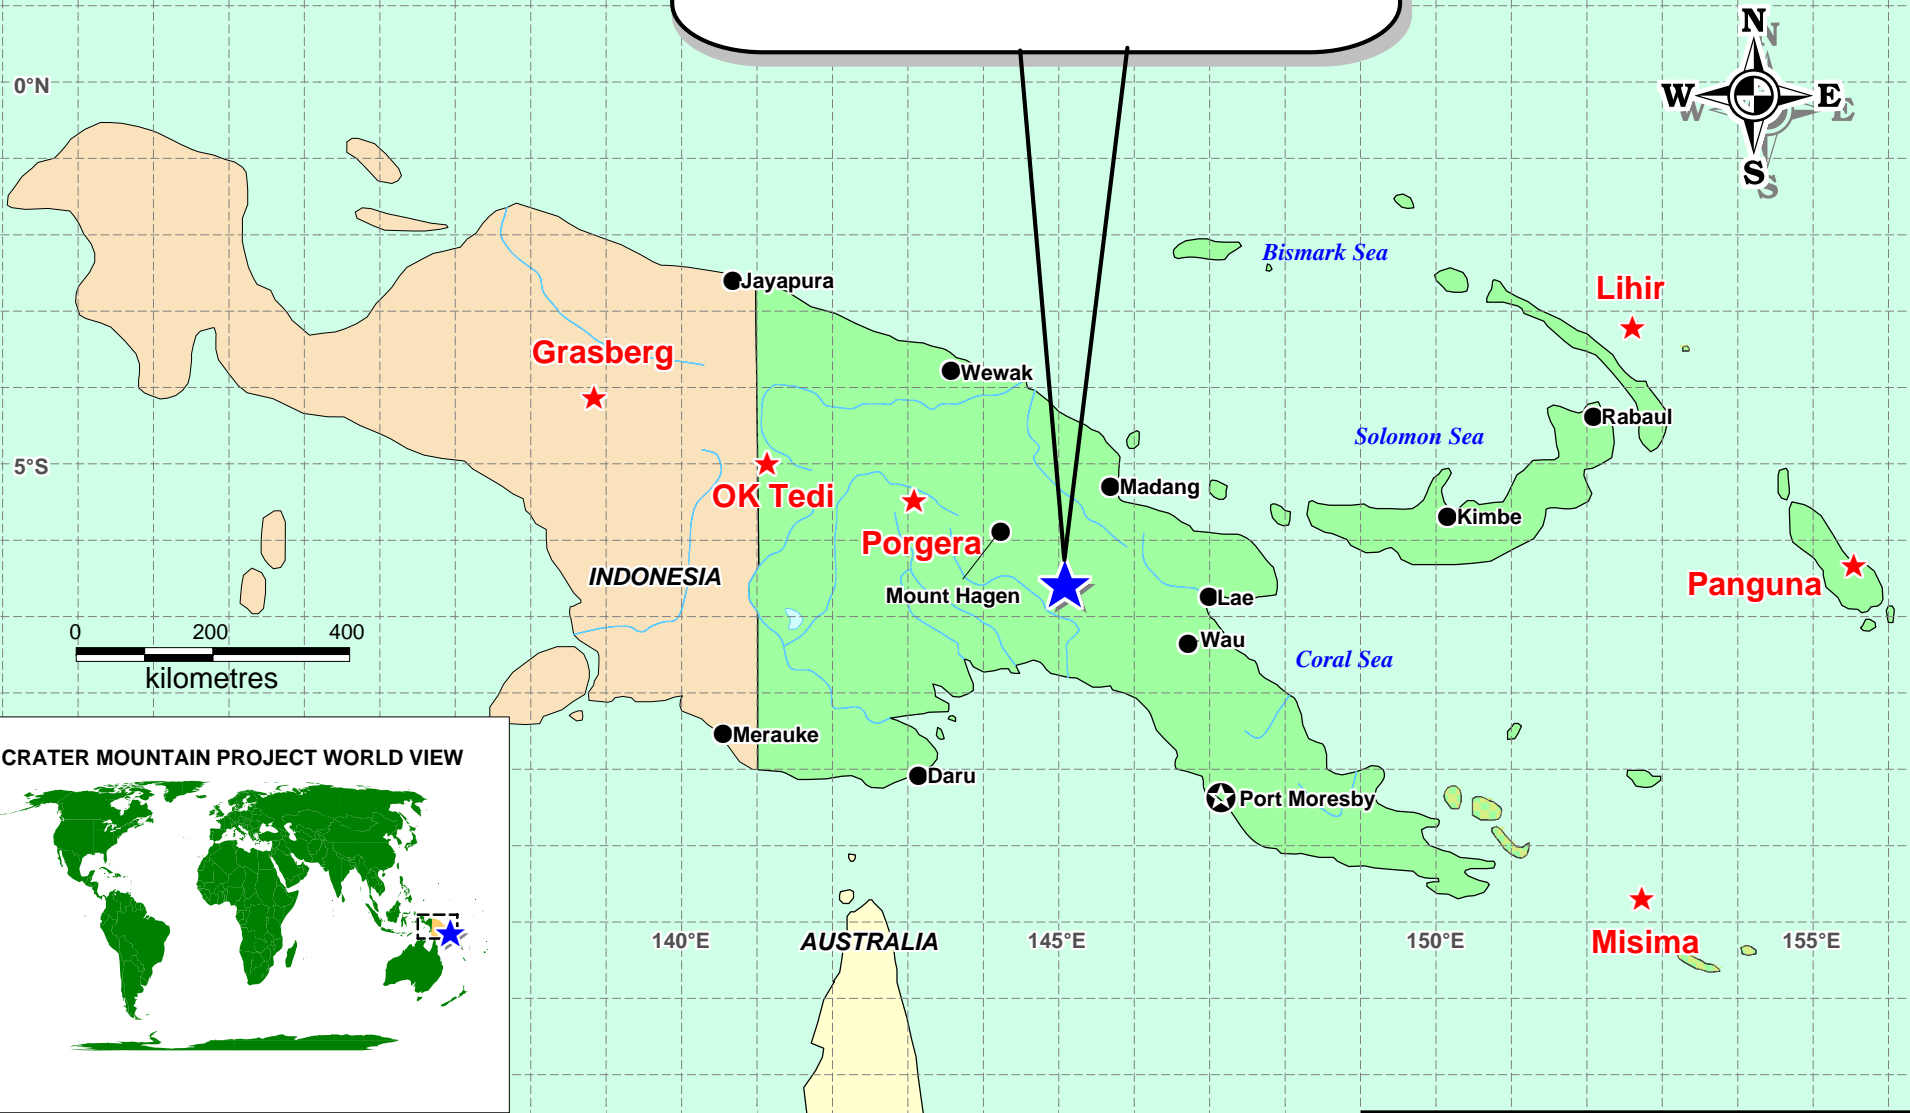 N
N
0°N
W
E
W
E
S
S
Bismark Sea
Jayapura
Lihir
Grasberg
Wewak
Rabaul
Solomon Sea
5°S
OK Tedi
Madang
Kimbe
Porgera
INDONESIA
Panguna
Mount Hagen
Lae
0 200 400
Wau
kilometres
Coral Sea
Merauke
CRATER MOUNTAIN PROJECT WORLD VIEW
Daru
Port Moresby
140°E
AUSTRALIA
145°E
150°E
Misima
155°E